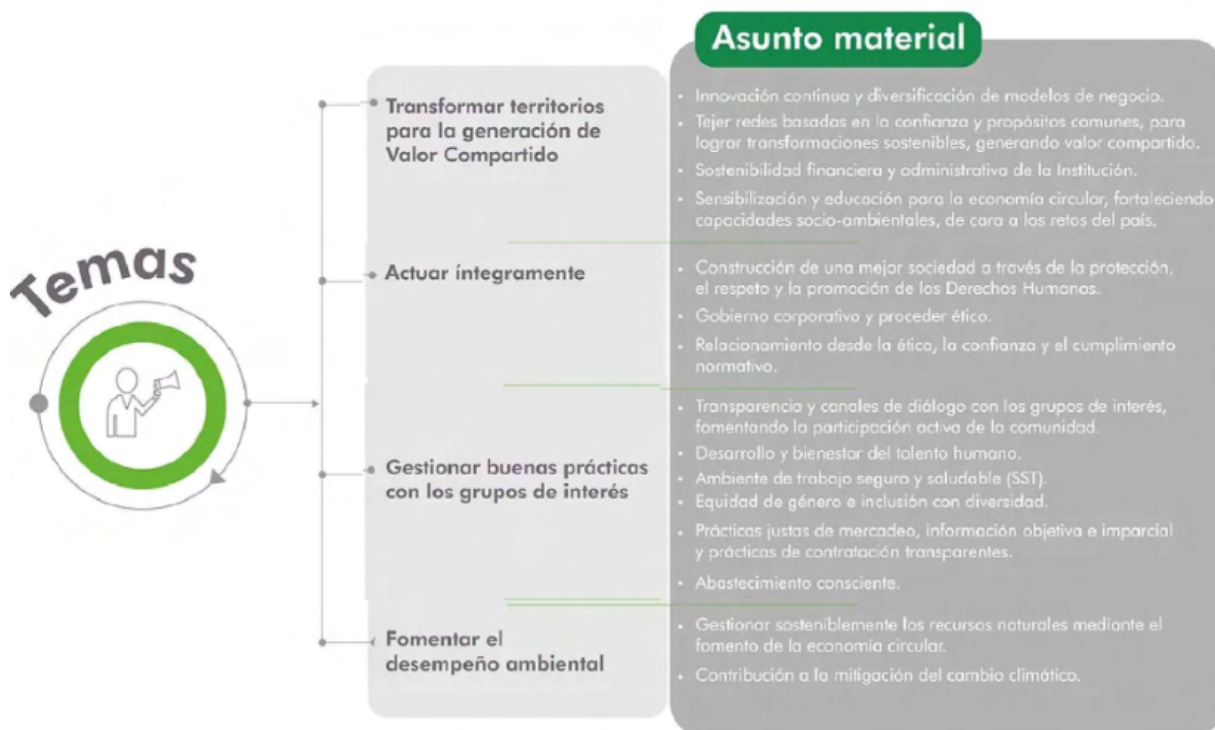 Asunto material
Temas
Transformar territorios
para la generación de
Valor Compartido
• Innovación continua y diversificación de modelos de negocio.
• Tejer redes basadas en la confianza y propósitos comunes, para
lograr transformaciones sostenibles, generando valor compartido.
• Sostenibilidad financiera y administrativa de la Institución.
• Sensibilización y educación para la economía circular, fortaleciendo
capacidades socio-ambientales, de cara a los retos del país.
Actuar íntegramente
• Construcción de una mejor sociedad a través de la protección,
el respeto y la promoción de los Derechos Humanos.
• Gobierno corporativo y proceder ético.
• Relacionamiento desde la ética, la confianza y el cumplimiento
normativo.
Gestionar buenas prácticas
con los grupos de interés
• Transparencia y canales de diálogo con los grupos de interés,
fomentando la participación activa de la comunidad.
• Desarrollo y bienestar del talento humano.
• Ambiente de trabajo seguro y saludable (SST).
• Equidad de género e inclusión con diversidad.
• Prácticas justas de mercadeo, información objetiva e imparcial
y prácticas de contratación transparentes.
• Abastecimiento consciente.
Fomentar el
desempeño ambiental
• Gestionar sosteniblemente los recursos naturales mediante el
fomento de la economía circular.
• Contribución a la mitigación del cambio climático.